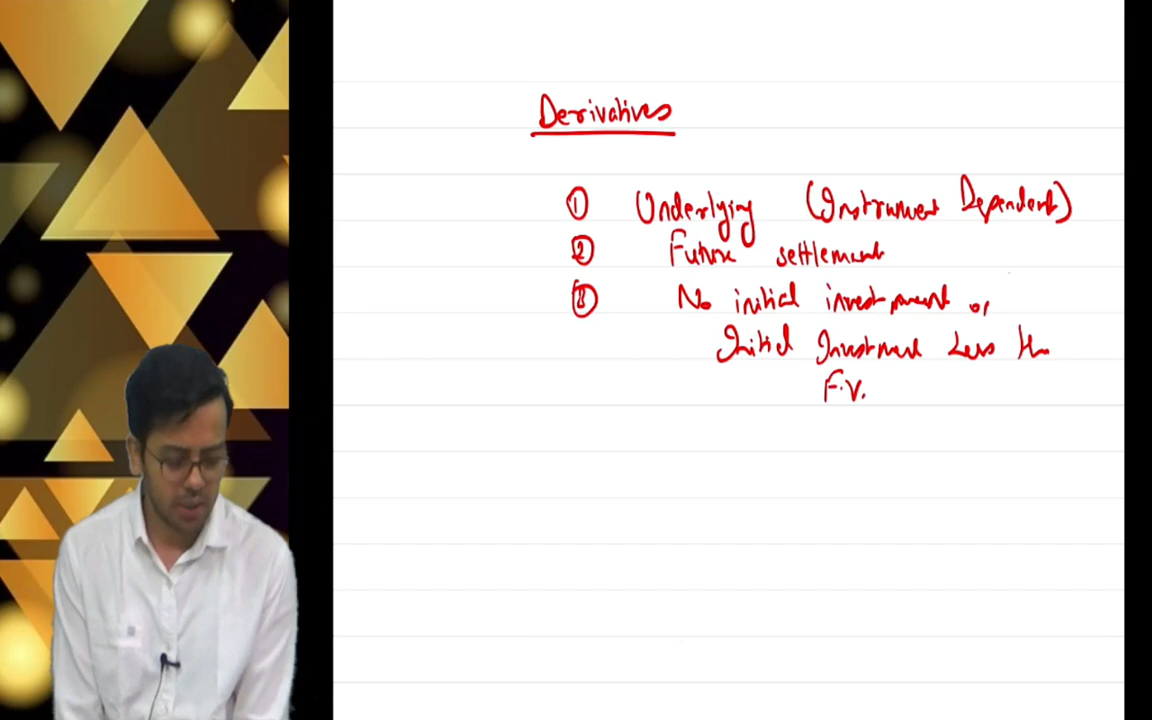 Derivatives
① Underlying (Instrument Dependent)
② Future settlement
③ No initial investment or
Initial Investment Less than
F.V.